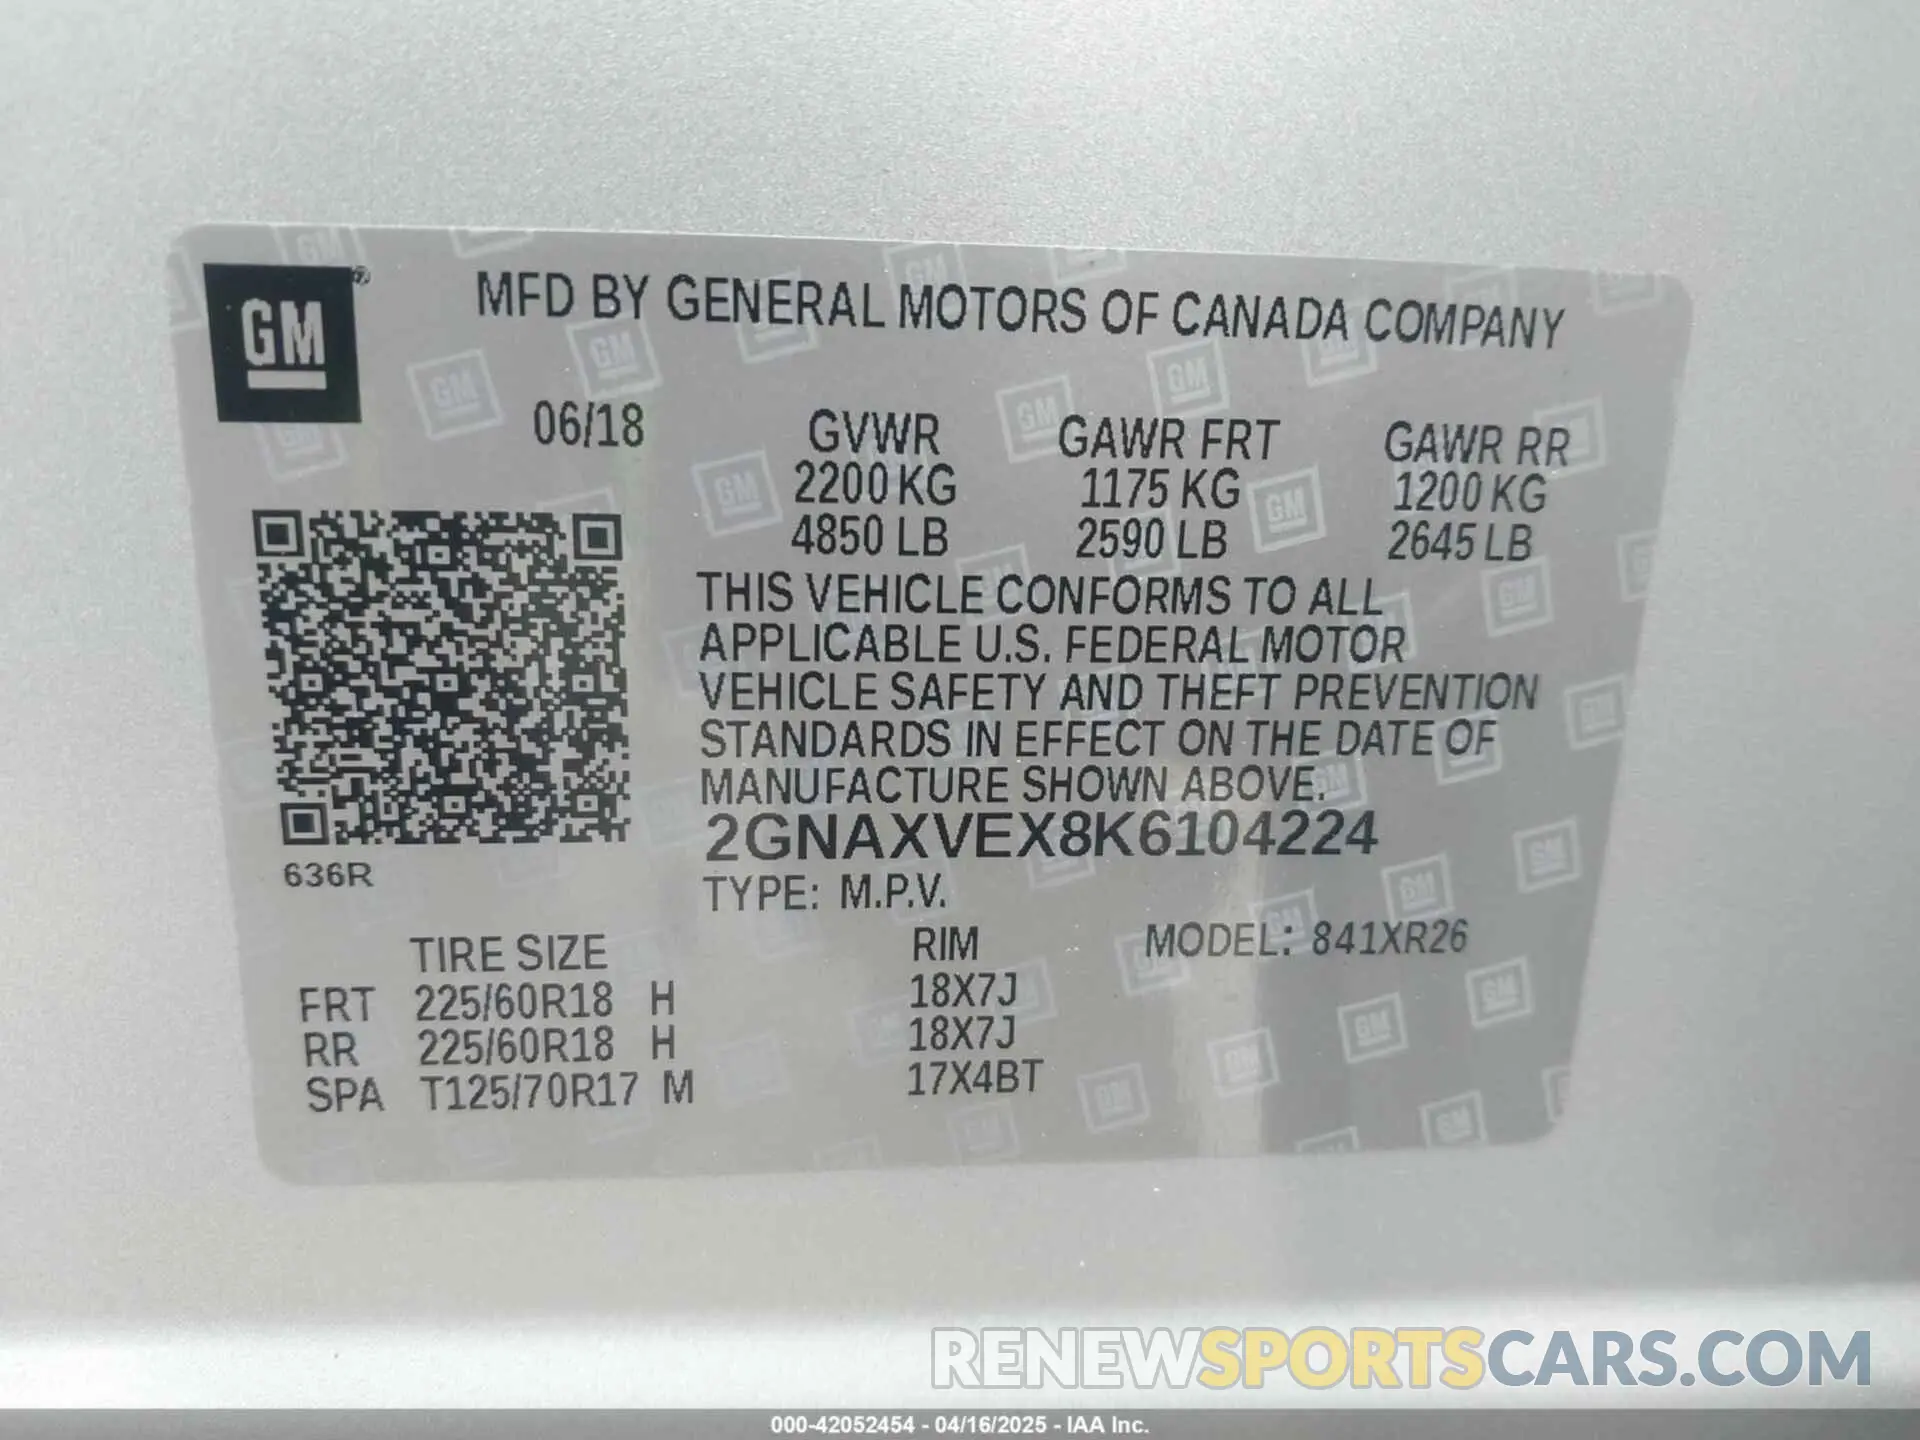 GM ®
MFD BY GENERAL MOTORS OF CANADA COMPANY
06/18 GVWR GAWR FRT GAWR RR
2200 KG 1175 KG 1200 KG
4850 LB 2590 LB 2645 LB
THIS VEHICLE CONFORMS TO ALL
APPLICABLE U.S. FEDERAL MOTOR
VEHICLE SAFETY AND THEFT PREVENTION
STANDARDS IN EFFECT ON THE DATE OF
MANUFACTURE SHOWN ABOVE.
2GNAXVEX8K6104224
636R
TYPE: M.P.V.
TIRE SIZE RIM MODEL: 841XR26
FRT 225/60R18 H 18X7J
RR 225/60R18 H 18X7J
SPA T125/70R17 M 17X4BT
RENEWSPORTSCARS.COM
000-42052454 - 04/16/2025 - IAA Inc.